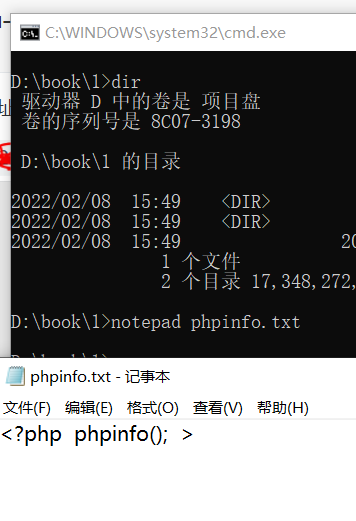 C:\WINDOWS\system32\cmd.exe
D:\book\1>dir
驱动器 D 中的卷是 项目盘
卷的序列号是 8C07-3198
D:\book\1 的目录
2022/02/08 15:49 <DIR>
2022/02/08 15:49 <DIR>
2022/02/08 15:49 20
1 个文件
2 个目录 17,348,272,
D:\book\1>notepad phpinfo.txt
phpinfo.txt - 记事本
文件(F) 编辑(E) 格式(O) 查看(V) 帮助(H)
<?php phpinfo(); >